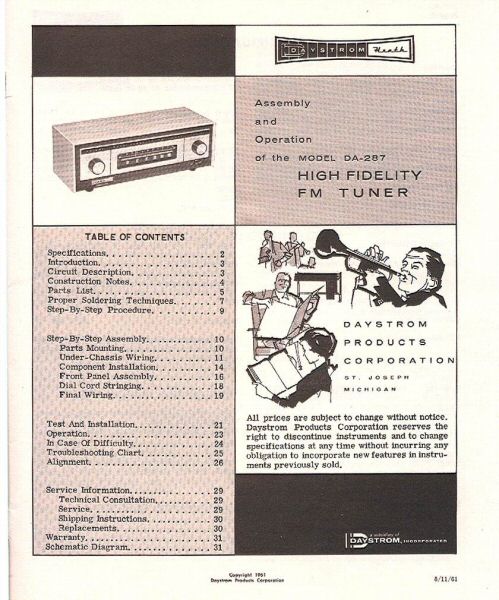 DAYSTROM Heath
Assembly
and
Operation
of the MODEL DA-287
HIGH FIDELITY
FM TUNER
TABLE OF CONTENTS
Specifications. . . . . . . . . . . . . . . . . . 2
Introduction. . . . . . . . . . . . . . . . . . . 3
Circuit Description. . . . . . . . . . . . . . . 3
Construction Notes. . . . . . . . . . . . . . . 4
Parts List. . . . . . . . . . . . . . . . . . . . 5
Proper Soldering Techniques. . . . . . . . . 7
Step-By-Step Procedure. . . . . . . . . . . . 9
Step-By-Step Assembly. . . . . . . . . . . . 10
Parts Mounting. . . . . . . . . . . . . . . 10
Under-Chassis Wiring. . . . . . . . . . . 11
Component Installation. . . . . . . . . . 14
Front Panel Assembly. . . . . . . . . . . 16
Dial Cord Stringing. . . . . . . . . . . . 18
Final Wiring. . . . . . . . . . . . . . . . 19
Test And Installation. . . . . . . . . . . . . 21
Operation. . . . . . . . . . . . . . . . . . . . 23
In Case Of Difficulty. . . . . . . . . . . . . 24
Troubleshooting Chart. . . . . . . . . . . . 25
Alignment. . . . . . . . . . . . . . . . . . . . 26
Service Information. . . . . . . . . . . . . . 29
Technical Consultation. . . . . . . . . . 29
Service. . . . . . . . . . . . . . . . . . . 29
Shipping Instructions. . . . . . . . . . . 30
Replacements. . . . . . . . . . . . . . . 30
Warranty. . . . . . . . . . . . . . . . . . . . 31
Schematic Diagram. . . . . . . . . . . . . . 31
DAYSTROM
PRODUCTS
CORPORATION
ST. JOSEPH
MICHIGAN
All prices are subject to change without notice.
Daystrom Products Corporation reserves the
right to discontinue instruments and to change
specifications at any time without incurring any
obligation to incorporate new features in instru-
ments previously sold.
a subsidiary of
DAYSTROM, INCORPORATED
Copyright 1961
Daystrom Products Corporation
8/11/61